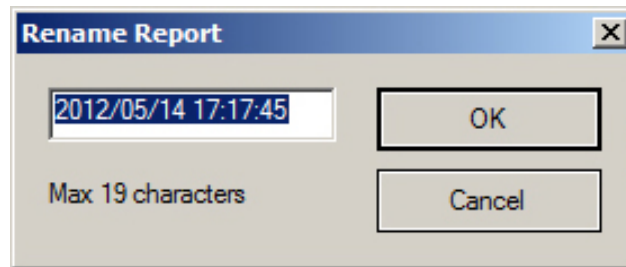 Rename Report
2012/05/14 17:17:45
OK
Max 19 characters
Cancel